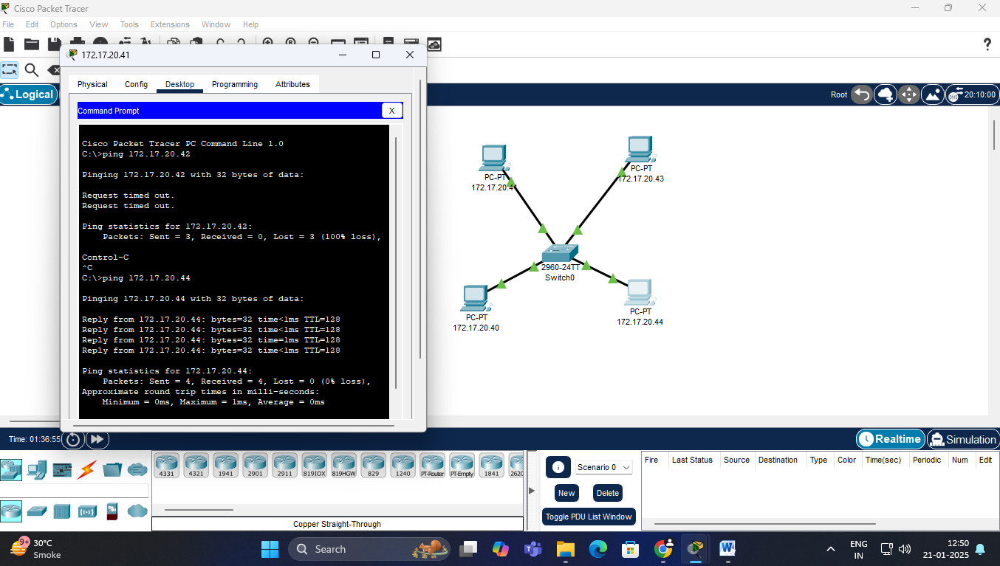 Cisco Packet Tracer
File Edit Options View Tools Extensions Window Help
172.17.20.41
Physical Config Desktop Programming Attributes
Logical
Root 20:10:00
Command Prompt X
Cisco Packet Tracer PC Command Line 1.0
C:\>ping 172.17.20.42
Pinging 172.17.20.42 with 32 bytes of data:
Request timed out.
Request timed out.
Ping statistics for 172.17.20.42:
Packets: Sent = 3, Received = 0, Lost = 3 (100% loss),
Control-C
^C
C:\>ping 172.17.20.44
Pinging 172.17.20.44 with 32 bytes of data:
Reply from 172.17.20.44: bytes=32 time<1ms TTL=128
Reply from 172.17.20.44: bytes=32 time<1ms TTL=128
Reply from 172.17.20.44: bytes=32 time<1ms TTL=128
Reply from 172.17.20.44: bytes=32 time<1ms TTL=128
Ping statistics for 172.17.20.44:
Packets: Sent = 4, Received = 4, Lost = 0 (0% loss),
Approximate round trip times in milli-seconds:
Minimum = 0ms, Maximum = 1ms, Average = 0ms
PC-PT
172.17.20.41
PC-PT
172.17.20.43
2960-24TT
Switch0
PC-PT
172.17.20.40
PC-PT
172.17.20.44
Time: 01:36:55
Realtime Simulation
4331 4321 1941 2901 2911 819IOX 819HGW 829 1240 PT-Router PT-Empty 1841 2620
Copper Straight-Through
Scenario 0
New Delete
Toggle PDU List Window
Fire Last Status Source Destination Type Color Time(sec) Periodic Num Edit
9+
30°C
Smoke
Search
ENG
IN
12:50
21-01-2025